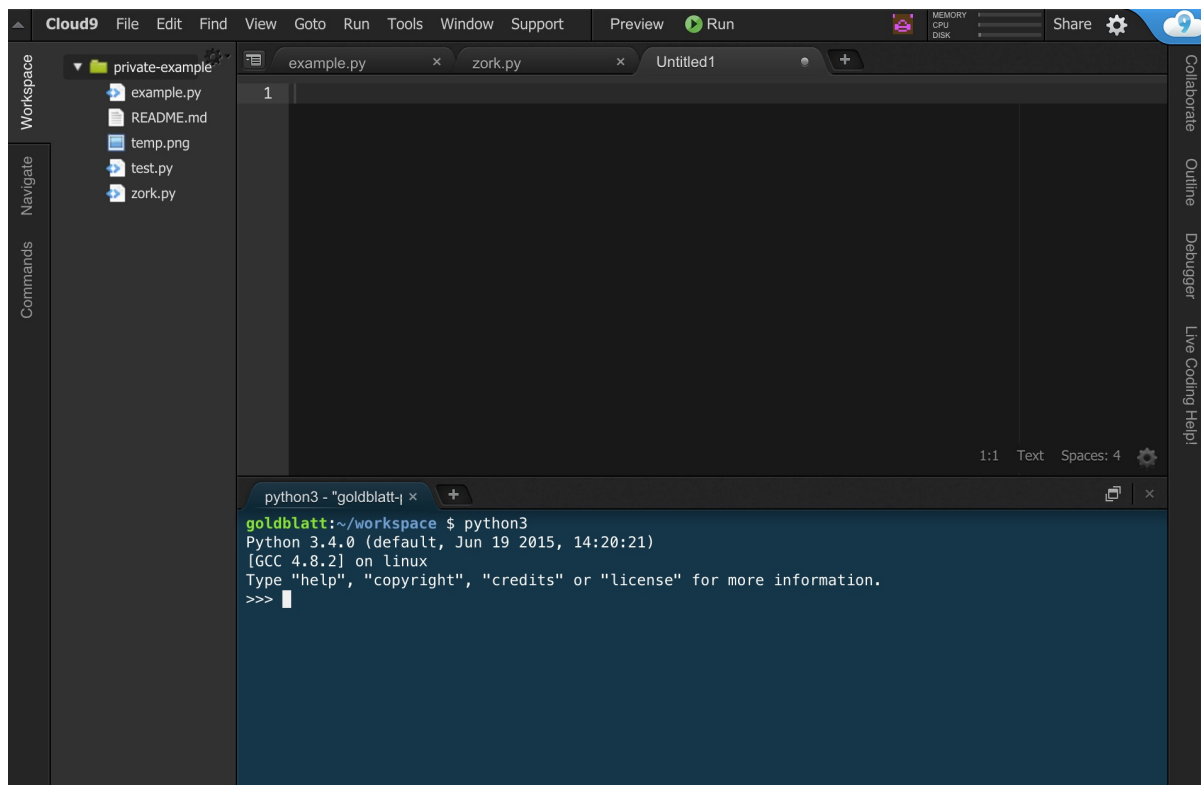 Cloud9 File Edit Find View Goto Run Tools Window Support Preview Run MEMORY CPU DISK Share 9
Workspace
Navigate
Commands
private-example
example.py
README.md
temp.png
test.py
zork.py
example.py × zork.py × Untitled1 +
1
1:1 Text Spaces: 4
python3 - "goldblatt-p × +
goldblatt:~/workspace $ python3
Python 3.4.0 (default, Jun 19 2015, 14:20:21)
[GCC 4.8.2] on linux
Type "help", "copyright", "credits" or "license" for more information.
>>>
Collaborate
Outline
Debugger
Live Coding Help!